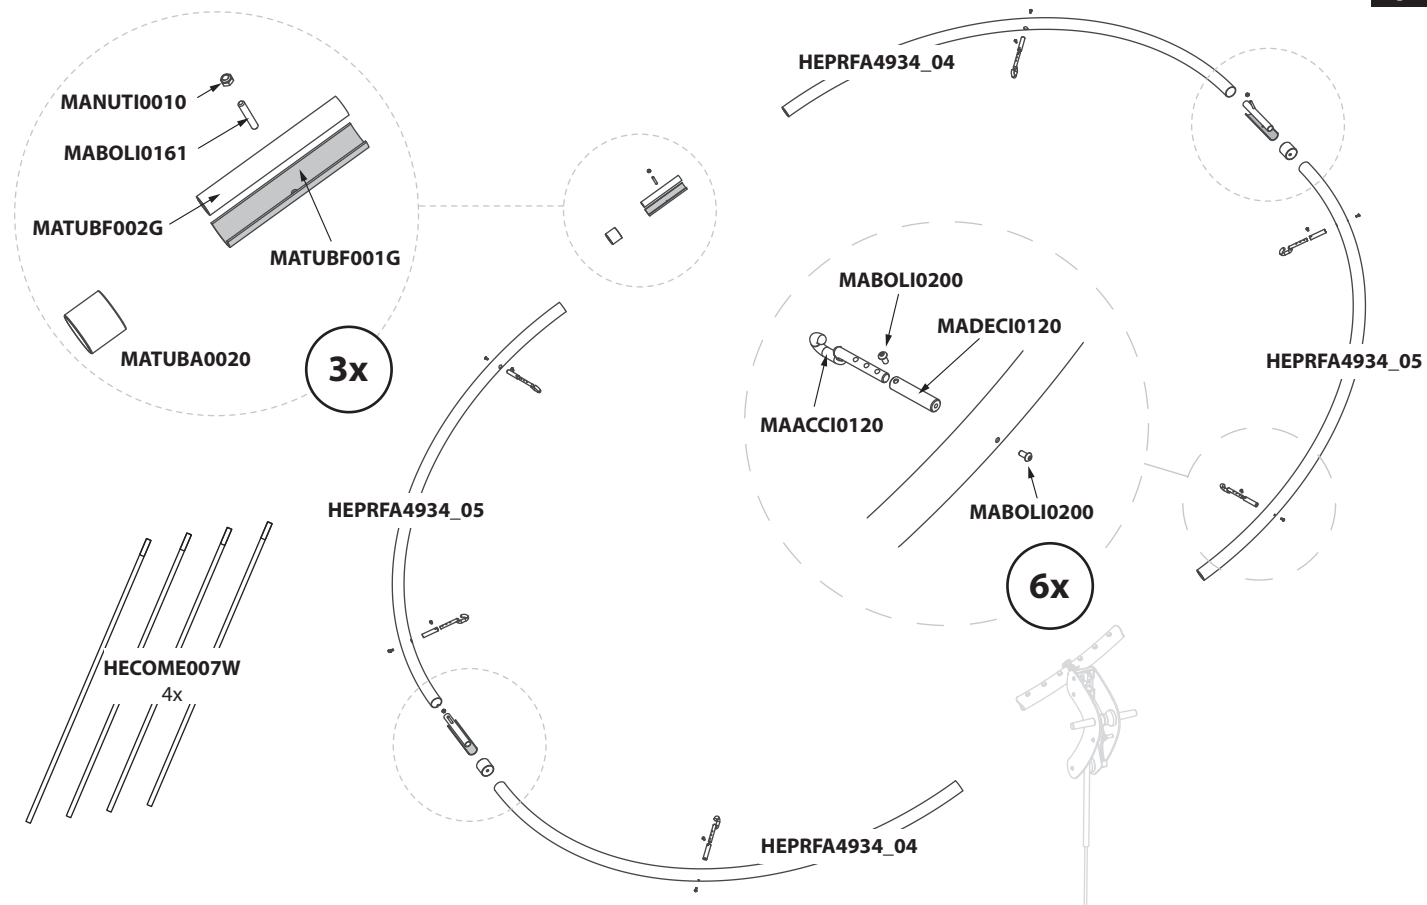 HEPRFA4934_04
MANUTI0010
MABOLI0161
MATUBF002G
MATUBF001G
MATUBA0020
3x
MABOLI0200
MADECI0120
MAACCI0120
MABOLI0200
6x
HEPRFA4934_05
HEPRFA4934_05
HECOME007W
4x
HEPRFA4934_04